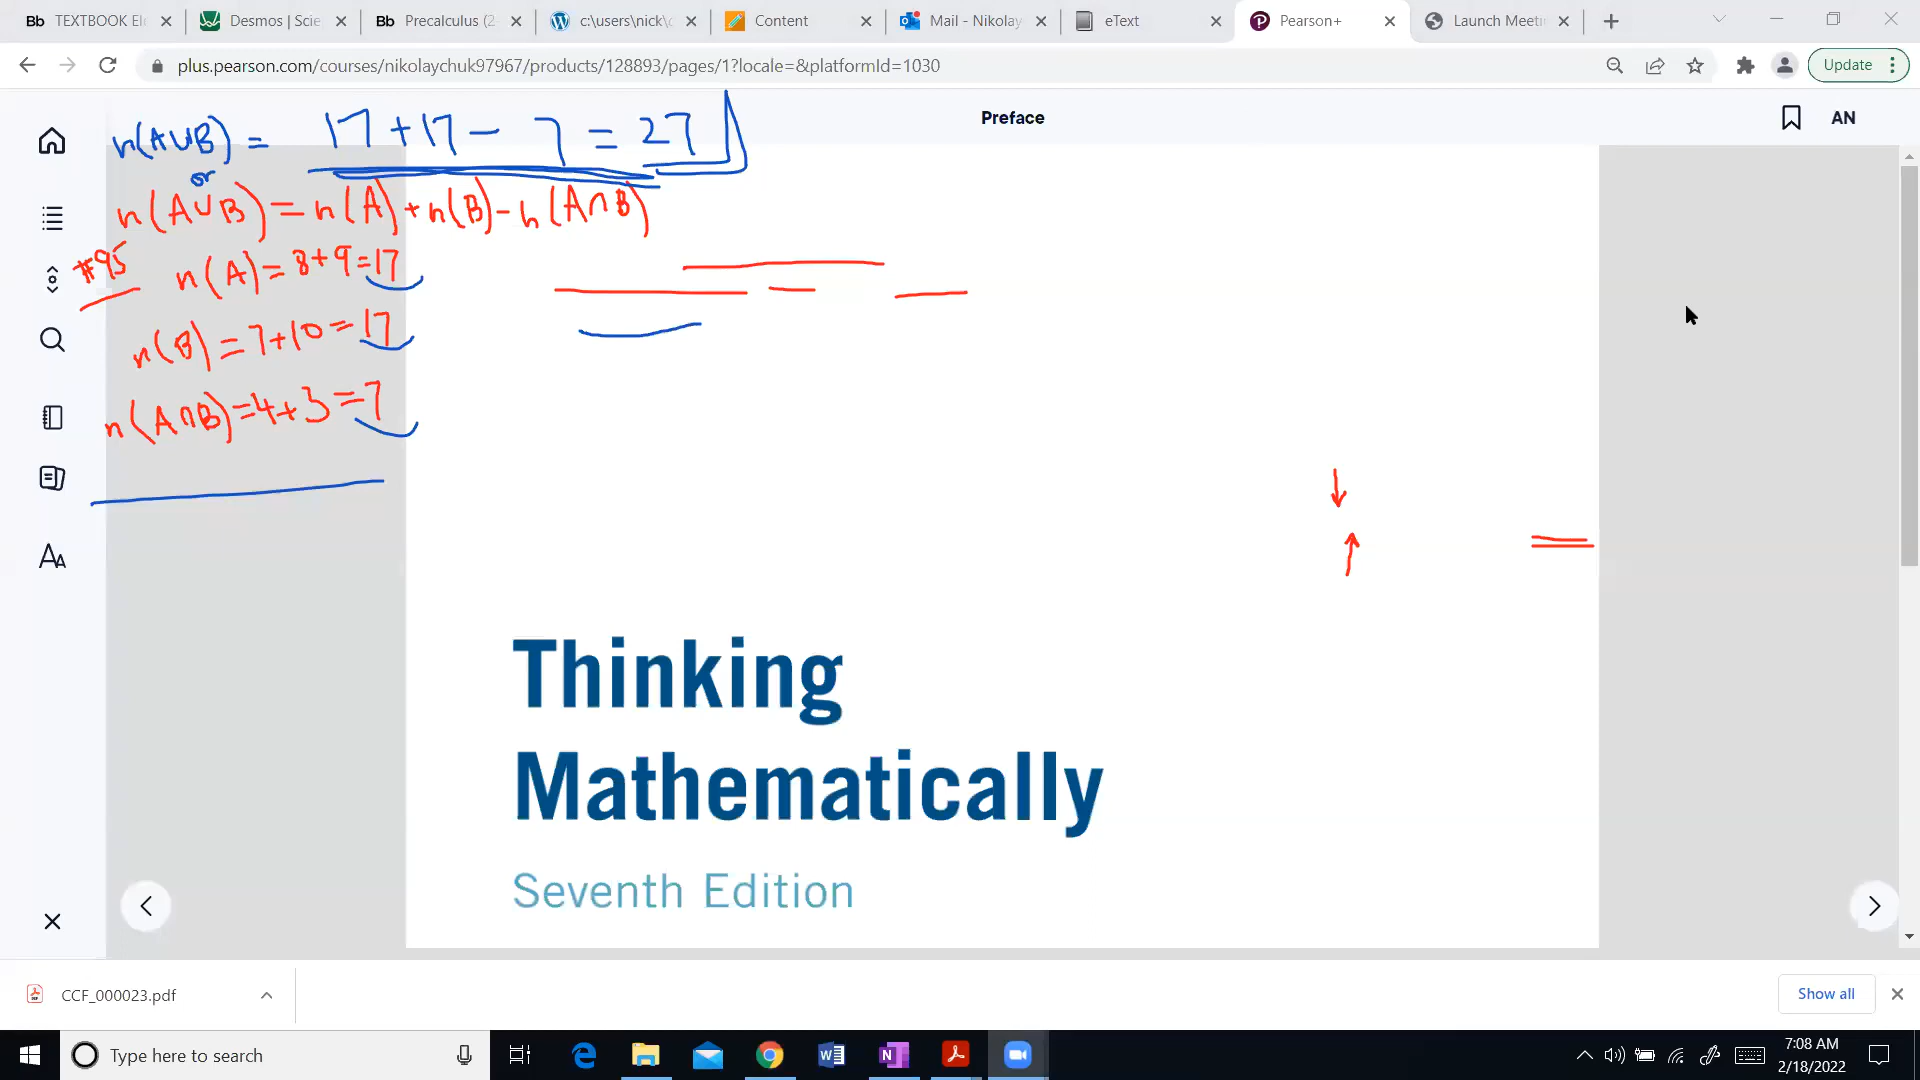 Bb TEXTBOOK El
Desmos | Scie
Bb Precalculus (2-
c:\users\nick\c
Content
Mail - Nikolay
eText
Pearson+
Launch Meeti
plus.pearson.com/courses/nikolaychuk97967/products/128893/pages/1?locale=&platformId=1030
Update
Preface
AN
n(A∪B) = 17+17- 7 = 27
or
n(A∪B)=n(A)+n(B)-n(A∩B)
#95
n(A)=8+9=17
n(B)=7+10=17
n(A∩B)=4+3=7
Thinking
Mathematically
Seventh Edition
CCF_000023.pdf
Show all
Type here to search
7:08 AM
2/18/2022